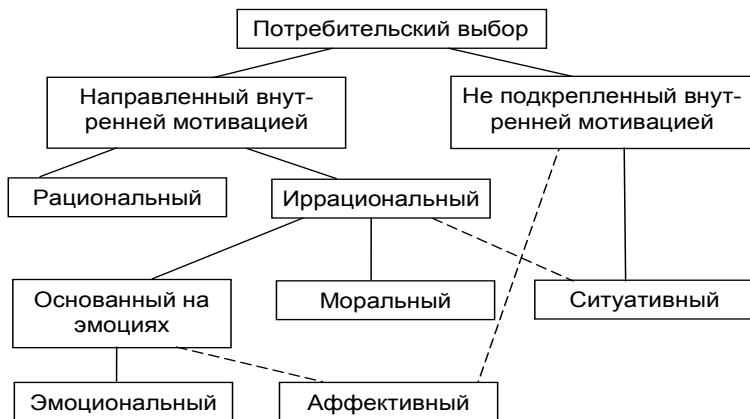 Потребительский выбор
Направленный внут-
ренней мотивацией
Не подкрепленный внут-
ренней мотивацией
Рациональный
Иррациональный
Основанный на
эмоциях
Моральный
Ситуативный
Эмоциональный
Аффективный